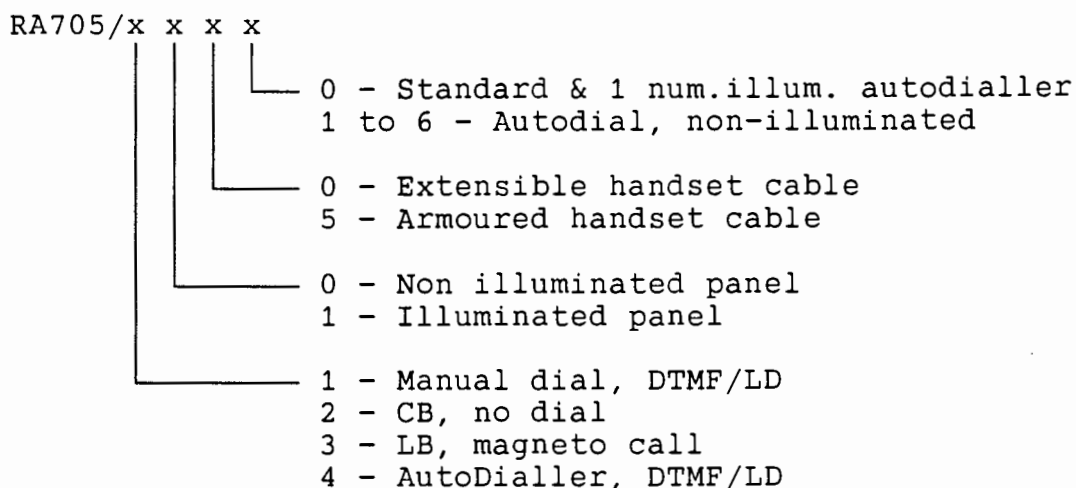 RA705/x x x x
0 - Standard & 1 num.illum. autodialler
1 to 6 - Autodial, non-illuminated
0 - Extensible handset cable
5 - Armoured handset cable
0 - Non illuminated panel
1 - Illuminated panel
1 - Manual dial, DTMF/LD
2 - CB, no dial
3 - LB, magneto call
4 - AutoDialler, DTMF/LD